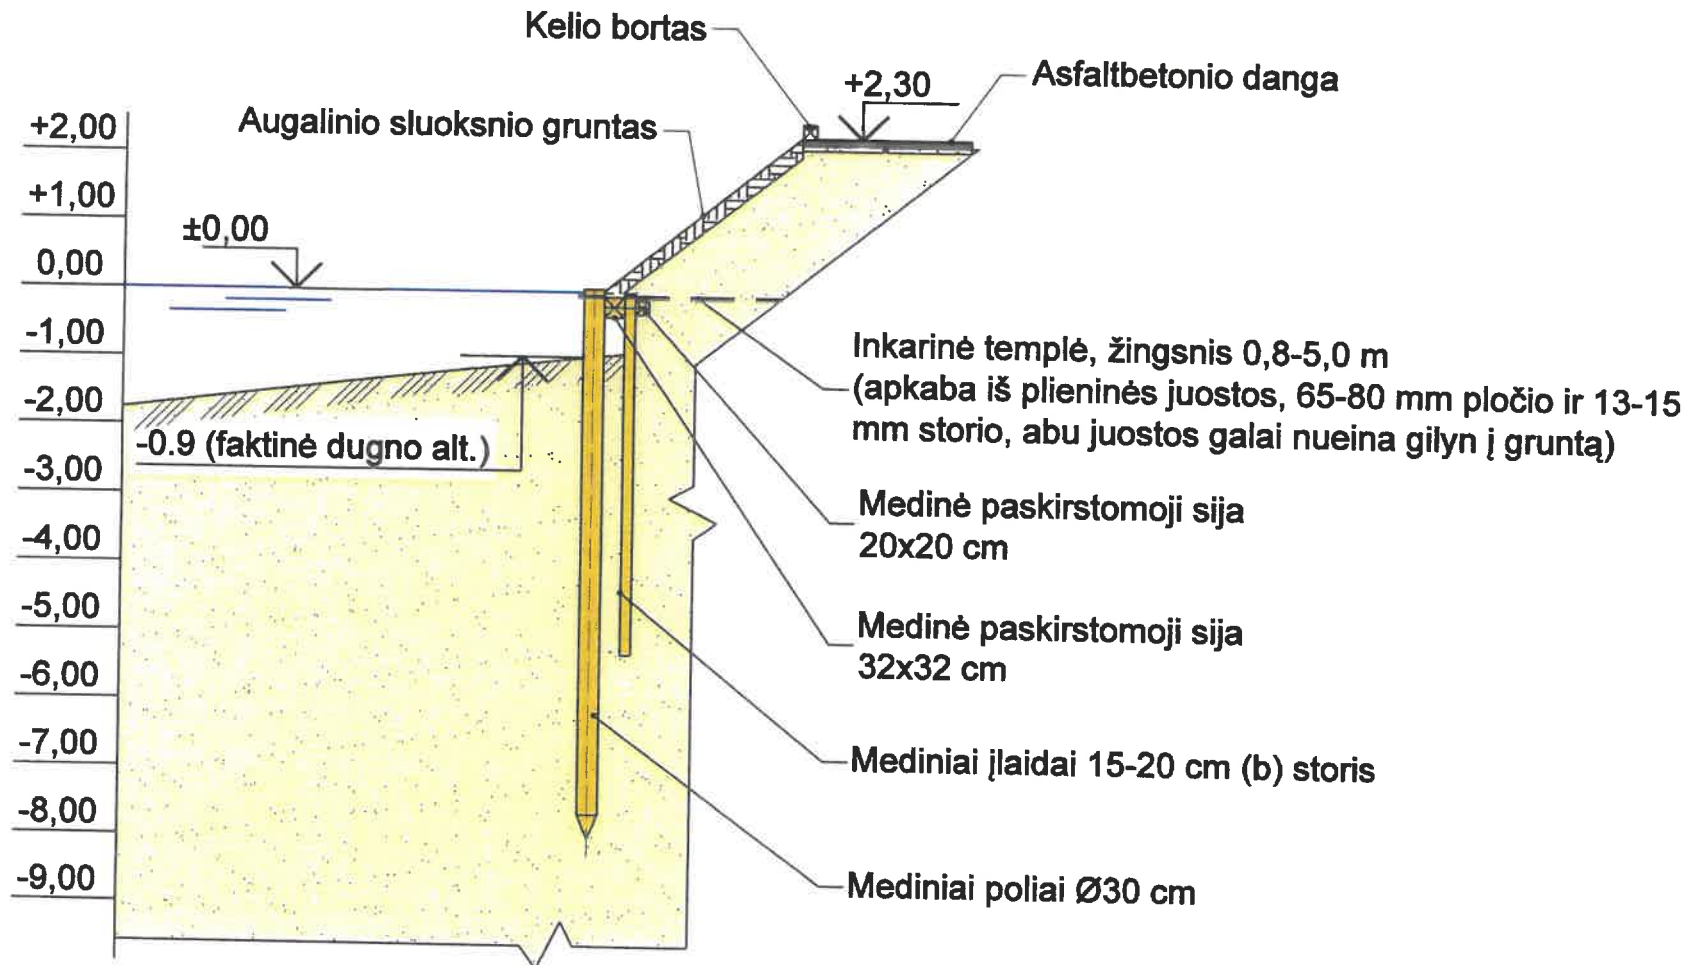 Kelio bortas
+2,30
Asfaltbetonio danga
Augalinio sluoksnio gruntas
+2,00
+1,00
±0,00
0,00
-1,00
-2,00
-0.9 (faktinė dugno alt.)
-3,00
-4,00
-5,00
-6,00
-7,00
-8,00
-9,00
Inkarinė templė, žingsnis 0,8-5,0 m
(apkaba iš plieninės juostos, 65-80 mm pločio ir 13-15
mm storio, abu juostos galai nueina gilyn į gruntą)
Medinė paskirstomoji sija
20x20 cm
Medinė paskirstomoji sija
32x32 cm
Mediniai įlaidai 15-20 cm (b) storis
Mediniai poliai Ø30 cm